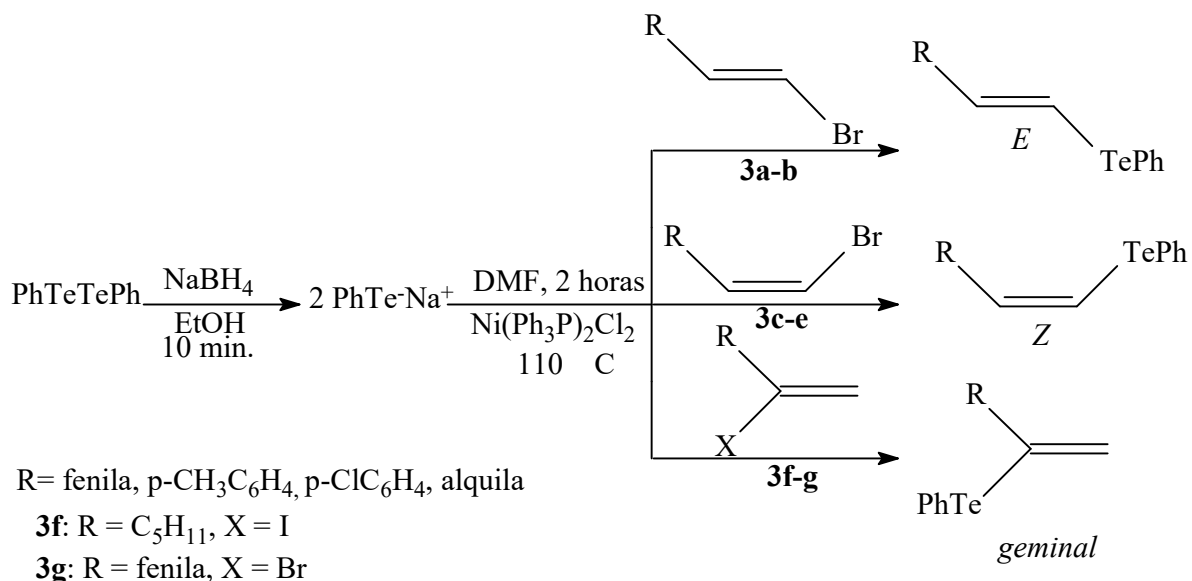 R
Br
3a-b
R
E
TePh
PhTeTePh
NaBH4
EtOH
10 min.
2 PhTe-Na+
DMF, 2 horas
Ni(Ph3P)2Cl2
110 C
R
Br
3c-e
R
TePh
Z
R
X
3f-g
R
PhTe
geminal
R= fenila, p-CH3C6H4, p-ClC6H4, alquila
3f: R = C5H11, X = I
3g: R = fenila, X = Br